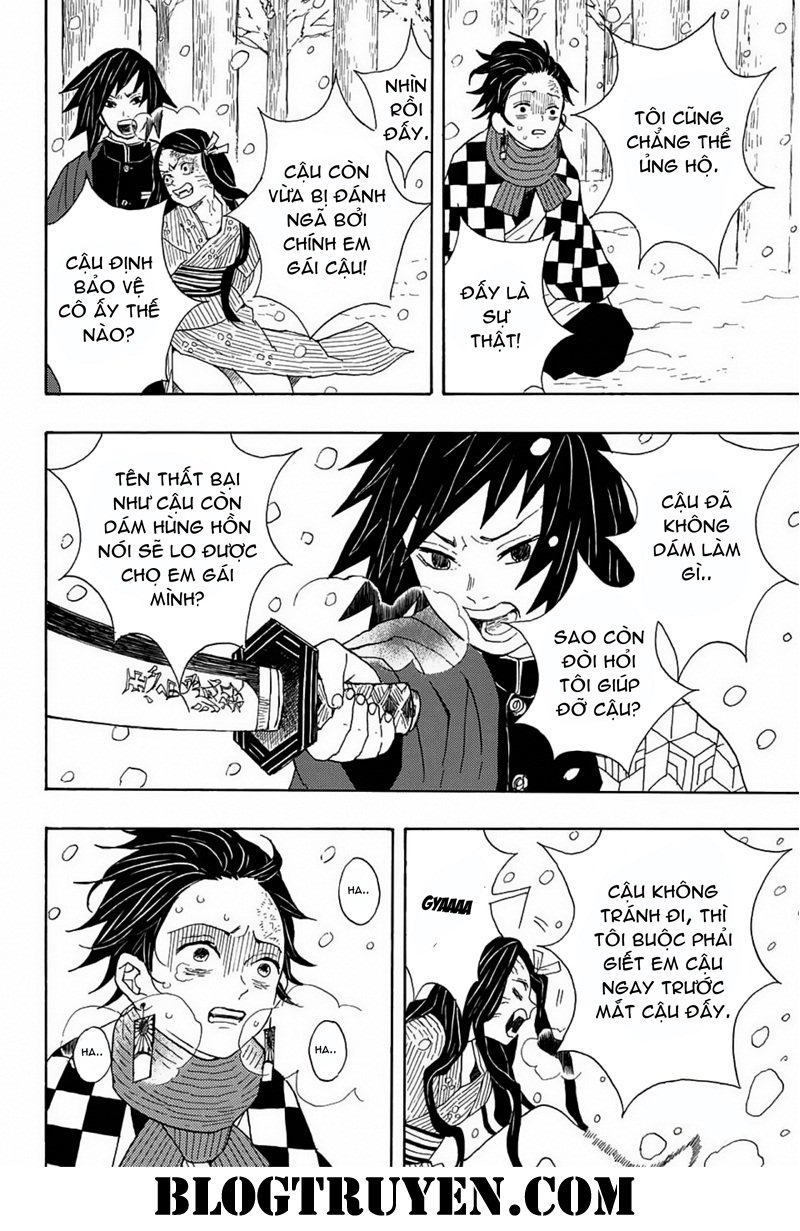 TÔI CŨNG
CHẲNG THỂ
ỦNG HỘ.
ĐẤY LÀ
SỰ
THẬT!
NHÌN
RỒI
ĐẤY.
CẬU CÒN
VỪA BỊ ĐÁNH
NGÃ BỞI
CHÍNH EM
GÁI CẬU!
CẬU ĐỊNH
BẢO VỆ
CÔ ẤY THẾ
NÀO?
CẬU ĐÃ
KHÔNG
DÁM LÀM
GÌ..
SAO CÒN
ĐÒI HỎI
TÔI GIÚP
ĐỠ CẬU?
TÊN THẤT BẠI
NHƯ CẬU CÒN
DÁM HÙNG HỒN
NÓI SẼ LO ĐƯỢC
CHỌ EM GÁI
MÌNH?
CẬU KHÔNG
TRÁNH ĐI, THÌ
TÔI BUỘC PHẢI
GIẾT EM CẬU
NGAY TRƯỚC
MẮT CẬU ĐẤY.
GYAAAA
HA..
HA..
HA..
BLOGTRUYEN.COM